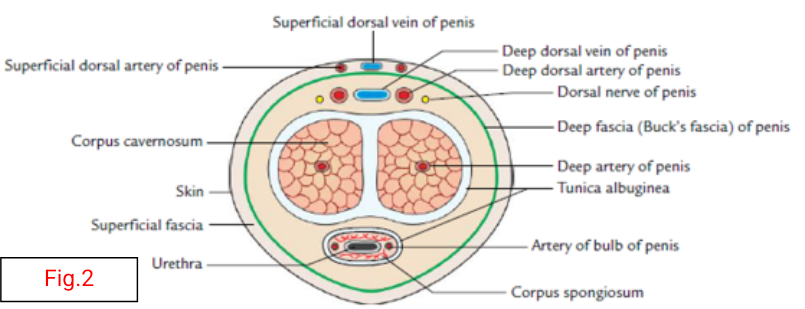 Superficial dorsal vein of penis
Deep dorsal vein of penis
Superficial dorsal artery of penis
Deep dorsal artery of penis
Dorsal nerve of penis
Deep fascia (Buck's fascia) of penis
Corpus cavernosum
Deep artery of penis
Skin
Tunica albuginea
Superficial fascia
Artery of bulb of penis
Urethra
Fig.2
Corpus spongiosum